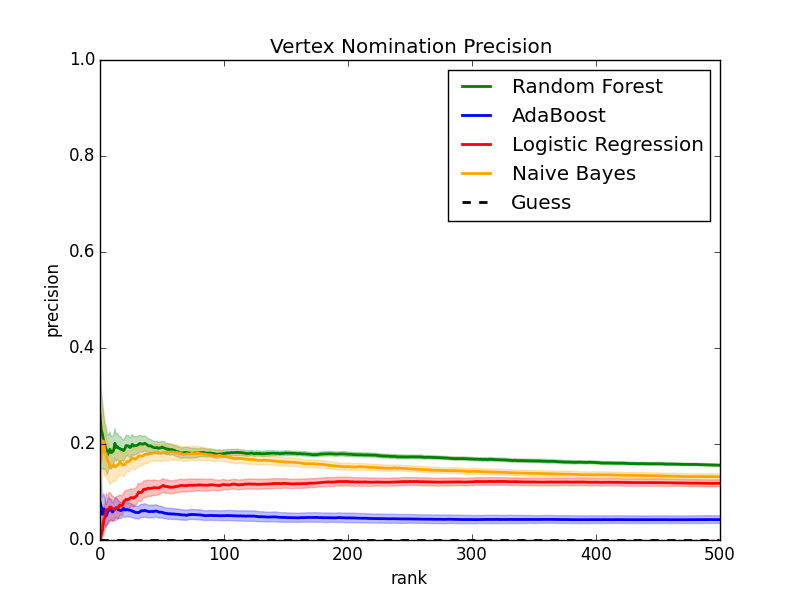 Vertex Nomination Precision
1.0
0.8
0.6
0.4
0.2
0.0
precision
Random Forest
AdaBoost
Logistic Regression
Naive Bayes
Guess
0
100
200
300
400
500
rank